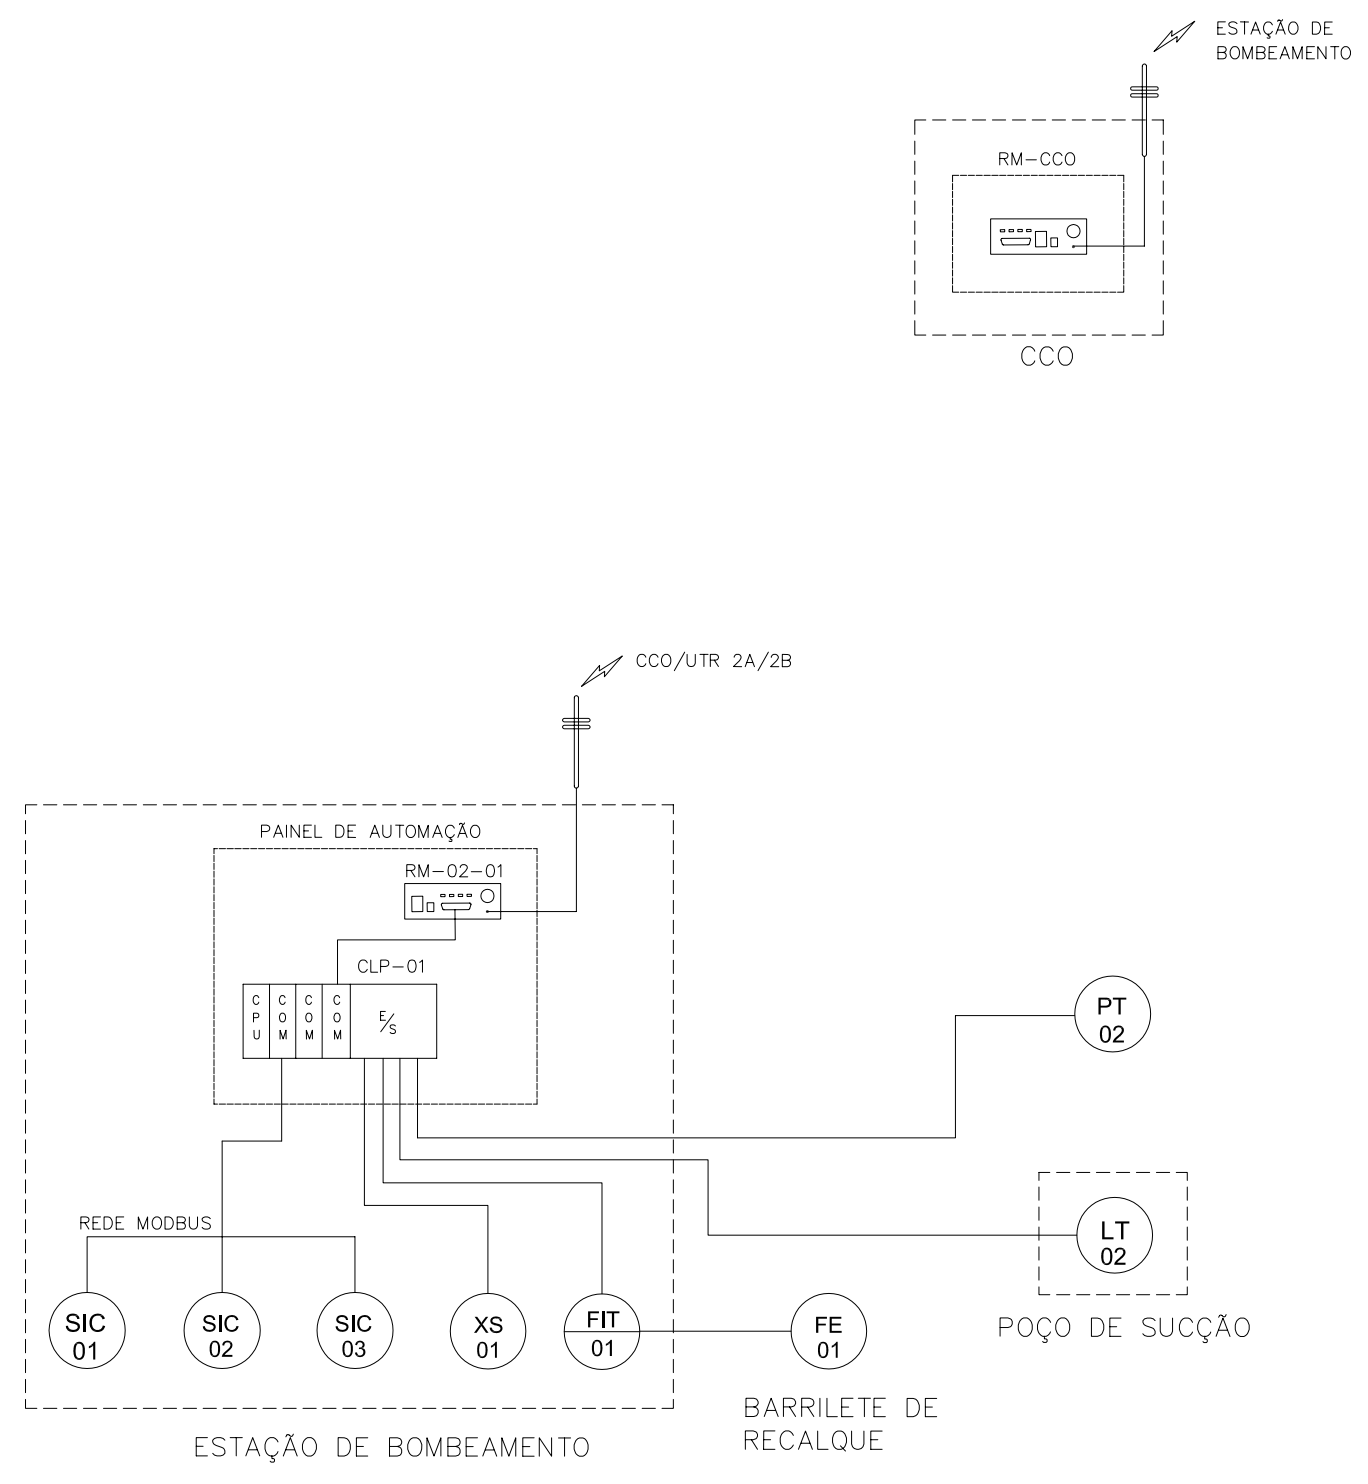 ESTAÇÃO DE
BOMBEAMENTO
RM-CCO
CCO
CCO/UTR 2A/2B
PAINEL DE AUTOMAÇÃO
RM-02-01
CLP-01
CPU
COM
COM
COM
E/S
PT
02
LT
02
POÇO DE SUCÇÃO
REDE MODBUS
SIC
01
SIC
02
SIC
03
XS
01
FIT
01
FE
01
BARRILETE DE
RECALQUE
ESTAÇÃO DE BOMBEAMENTO